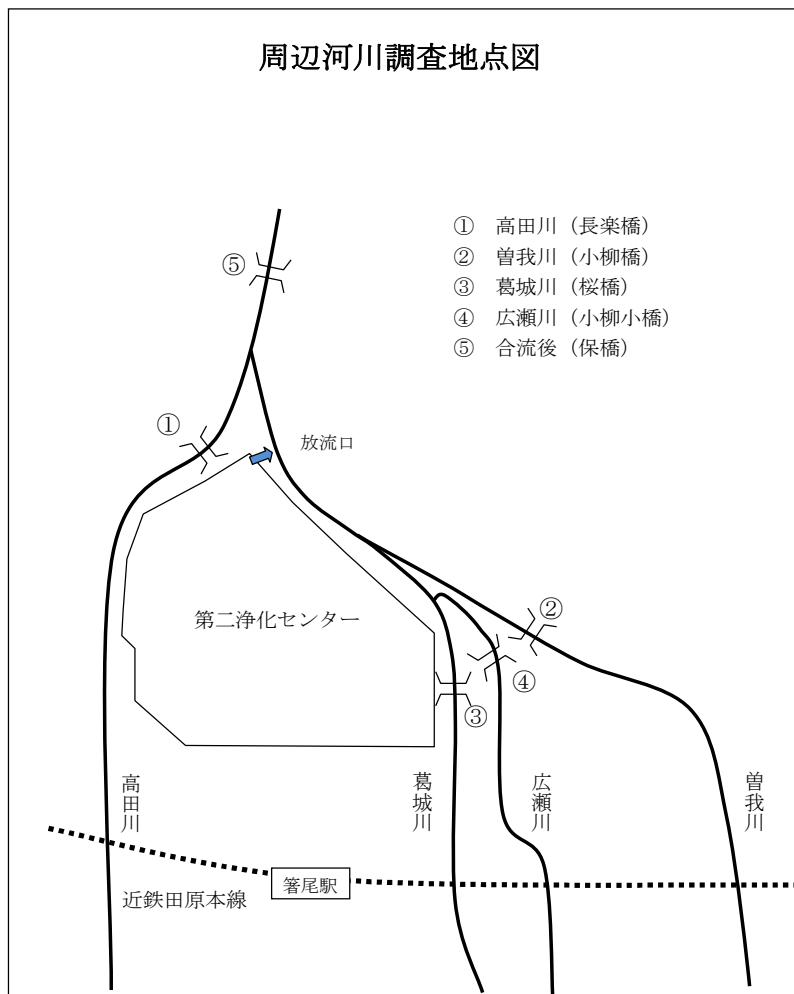 周辺河川調査地点図
① 高田川（長楽橋）
② 曽我川（小柳橋）
③ 葛城川（桜橋）
④ 広瀬川（小柳小橋）
⑤ 合流後（保橋）
⑤
①
放流口
②
第二浄化センター
④
③
高田川
葛城川
広瀬川
曽我川
箸尾駅
近鉄田原本線